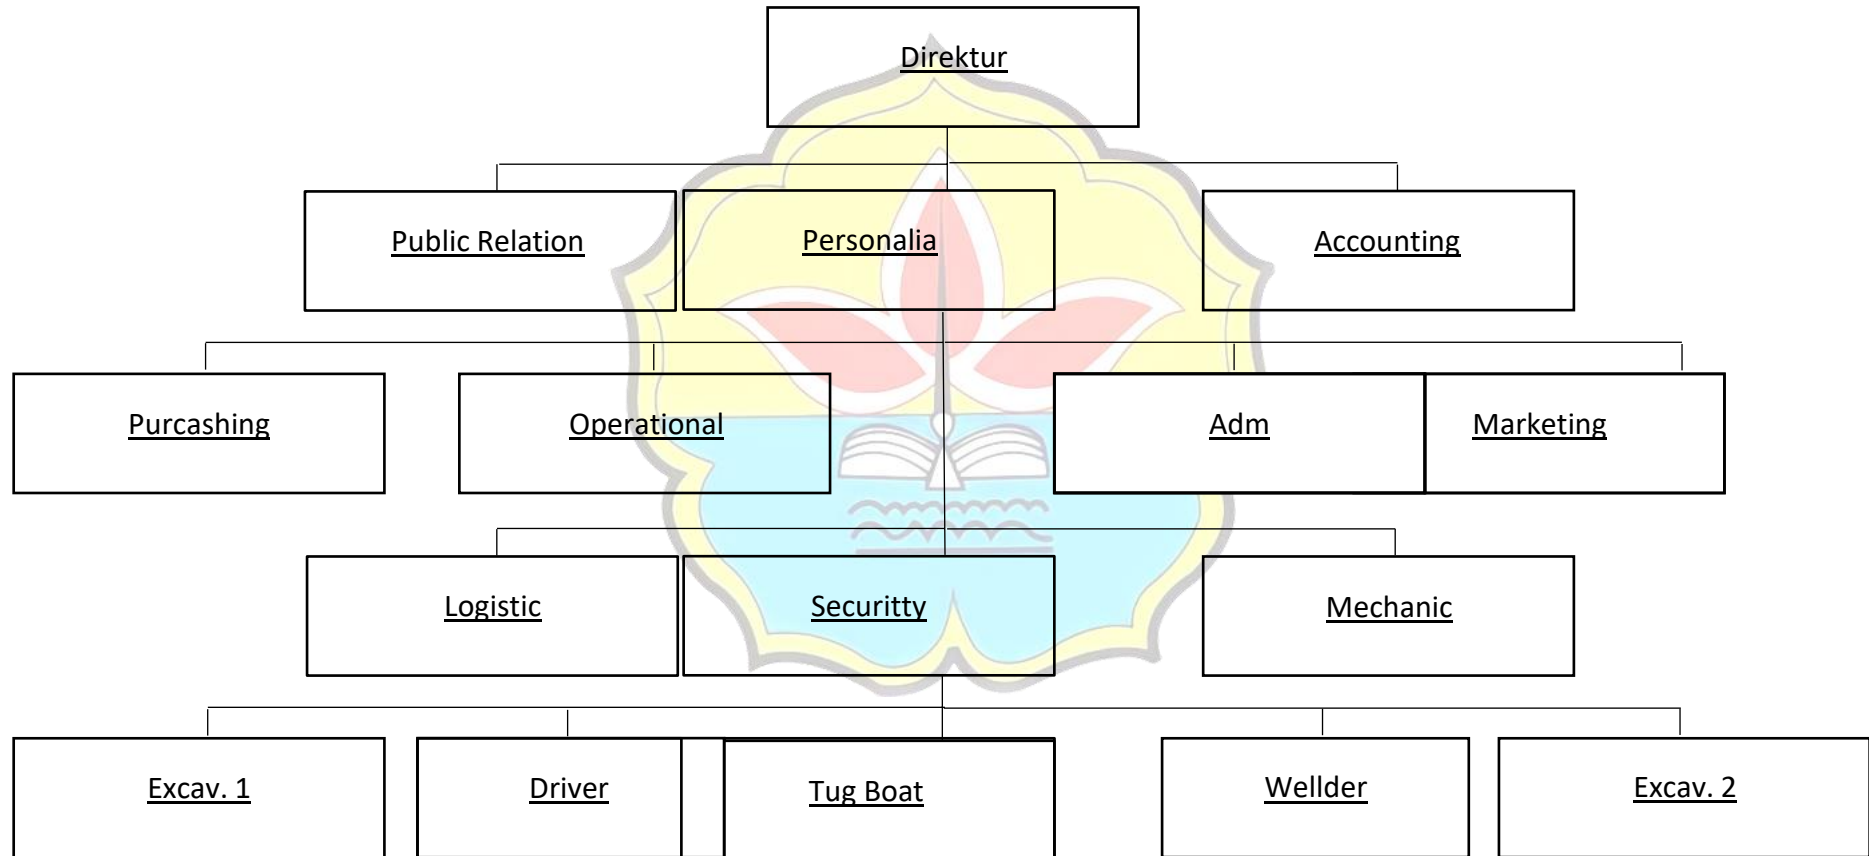 Direktur
Public Relation
Personalia
Accounting
Purcashing
Operational
Adm
Marketing
Logistic
Securitty
Mechanic
Excav. 1
Driver
Tug Boat
Wellder
Excav. 2